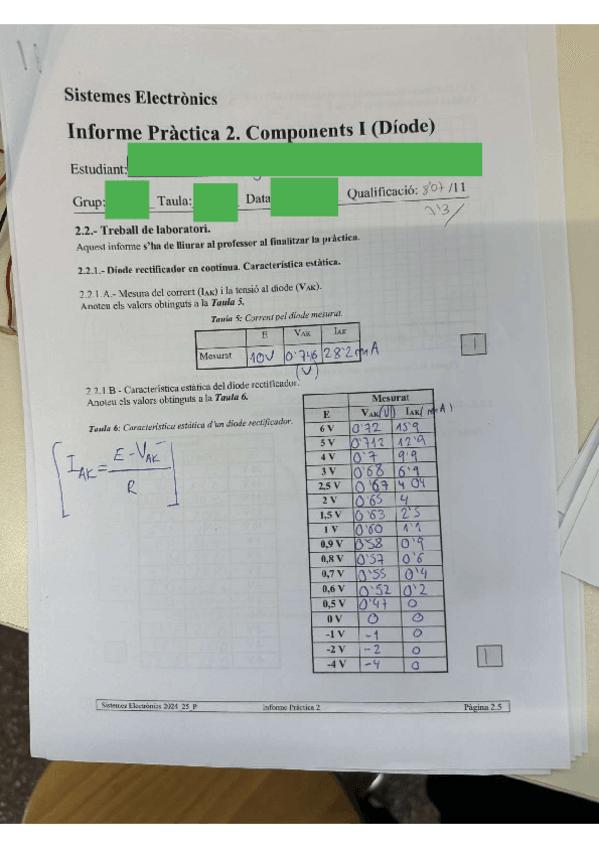 Sistemes Electrònics
Informe Pràctica 2. Components I (Díode)
Estudiant:
Grup: Taula: Data Qualificació: 8'07/11
7'3/
2.2.- Treball de laboratori.
Aquest informe s'ha de lliurar al professor al finalitzar la pràctica.
2.2.1.- Díode rectificador en contínua. Característica estàtica.
2.2.1.A.- Mesura del corrent (IAK) i la tensió al díode (VAK).
Anoteu els valors obtinguts a la Taula 5.
Taula 5: Corrent pel díode mesurat.
E VAK IAK
Mesurat 10V 0'746 28'2 mA
(V)
1
2.2.1.B - Característica estàtica del díode rectificador.
Anoteu els valors obtinguts a la Taula 6.
Taula 6: Característica estàtica d'un díode rectificador.
IAK = E - VAK / R
Mesurat
E VAK (V) IAK (mA)
6 V 0'72 15'9
5 V 0'712 12'9
4 V 0'7 9'9
3 V 0'68 6'9
2,5 V 0'67 4 04
2 V 0'65 4
1,5 V 0'63 2'5
1 V 0'60 1'1
0,9 V 0'58 0'9
0,8 V 0'57 0'6
0,7 V 0'55 0'4
0,6 V 0'52 0'2
0,5 V 0'47 0
0 V 0 0
-1 V -1 0
-2 V -2 0
-4 V -4 0
1
Sistemes Electrònics 2024_25_P Informe Pràctica 2 Pàgina 2.5